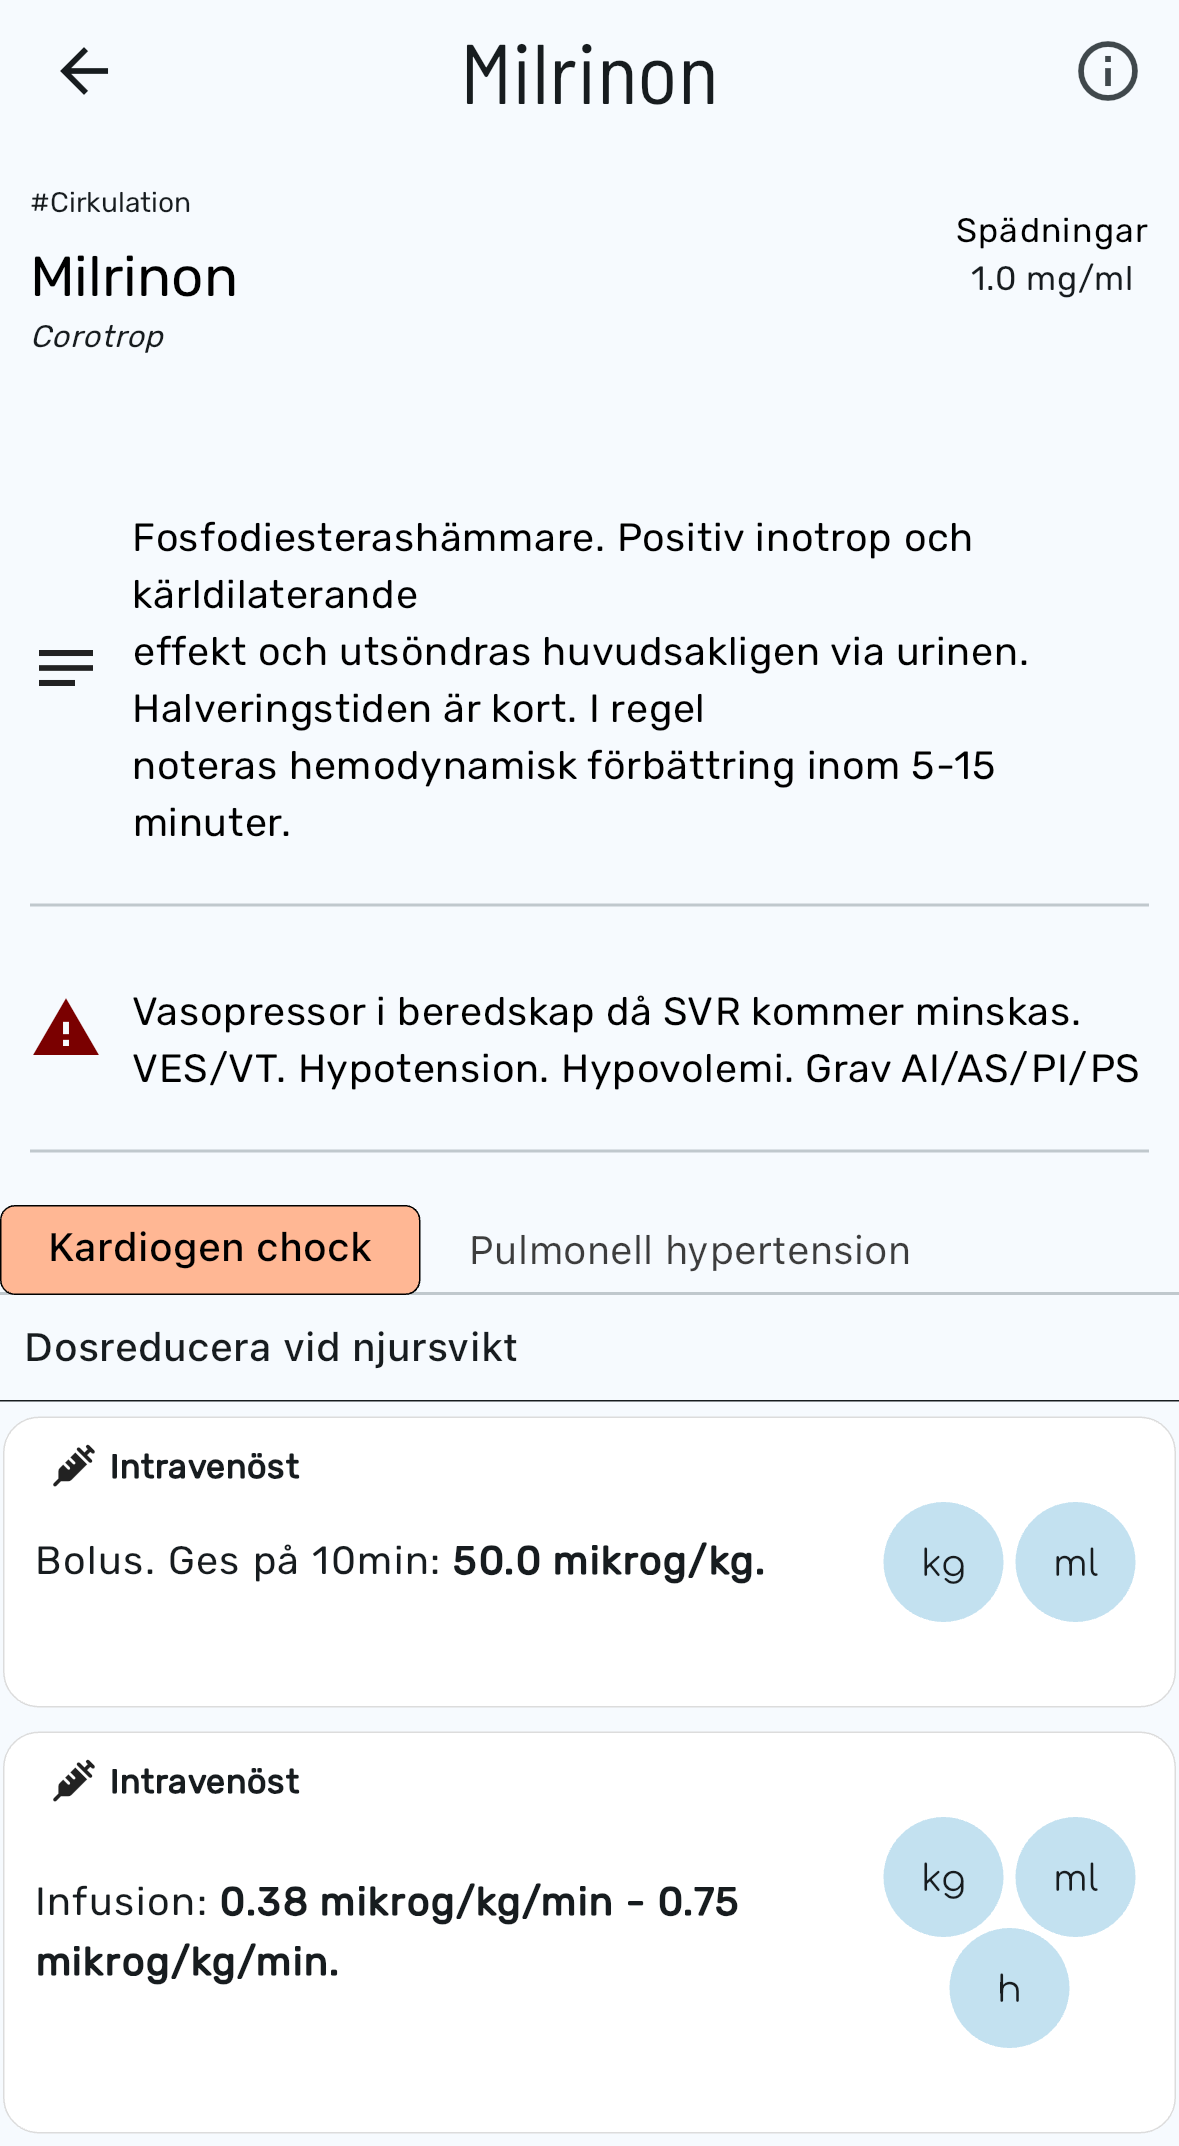 Milrinon
#Cirkulation
Milrinon
Corotrop
Spädningar
1.0 mg/ml
Fosfodiesterashämmare. Positiv inotrop och
kärldilaterande
effekt och utsöndras huvudsakligen via urinen.
Halveringstiden är kort. I regel
noteras hemodynamisk förbättring inom 5-15
minuter.
Vasopressor i beredskap då SVR kommer minskas.
VES/VT. Hypotension. Hypovolemi. Grav AI/AS/PI/PS
Kardiogen chock
Pulmonell hypertension
Dosreducera vid njursvikt
Intravenöst
Bolus. Ges på 10min: 50.0 mikrog/kg.
kg
ml
Intravenöst
Infusion: 0.38 mikrog/kg/min - 0.75
mikrog/kg/min.
kg
ml
h